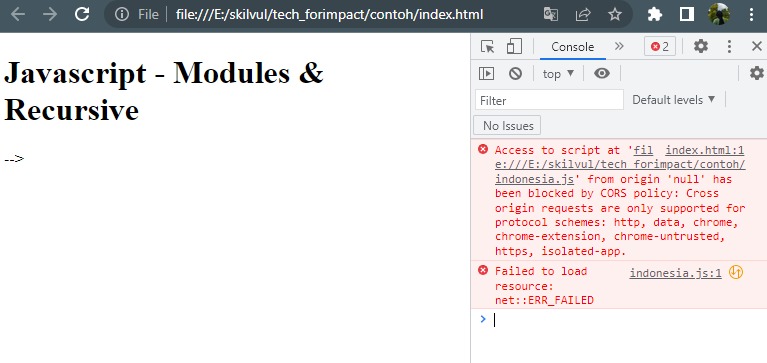 File
file:///E:/skilvul/tech_forimpact/contoh/index.html
Javascript - Modules &
Recursive
-->
Console
2
top ▼
Filter
Default levels ▼
No Issues
Access to script at 'fil index.html:1
e:///E:/skilvul/tech_forimpact/contoh/
indonesia.js' from origin 'null' has
been blocked by CORS policy: Cross
origin requests are only supported for
protocol schemes: http, data, chrome,
chrome-extension, chrome-untrusted,
https, isolated-app.
Failed to load indonesia.js:1
resource:
net::ERR_FAILED